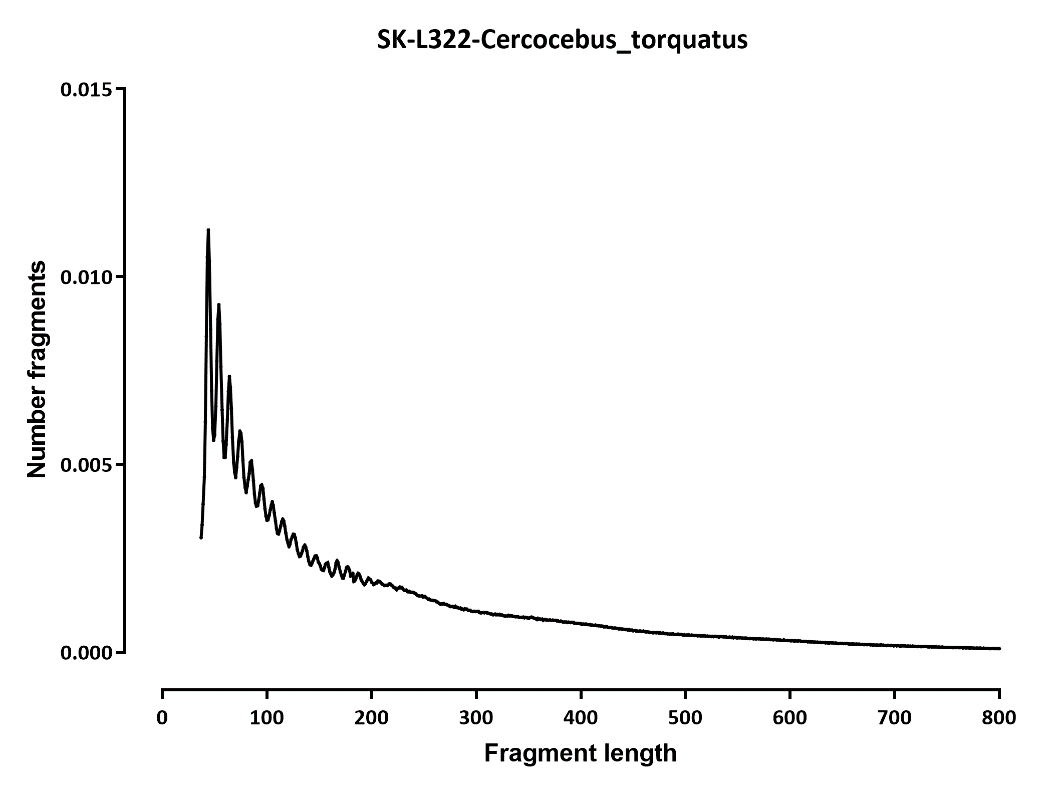 SK-L322-Cercocebus_torquatus
0.015
0.010
0.005
0.000
Number fragments
0 100 200 300 400 500 600 700 800
Fragment length